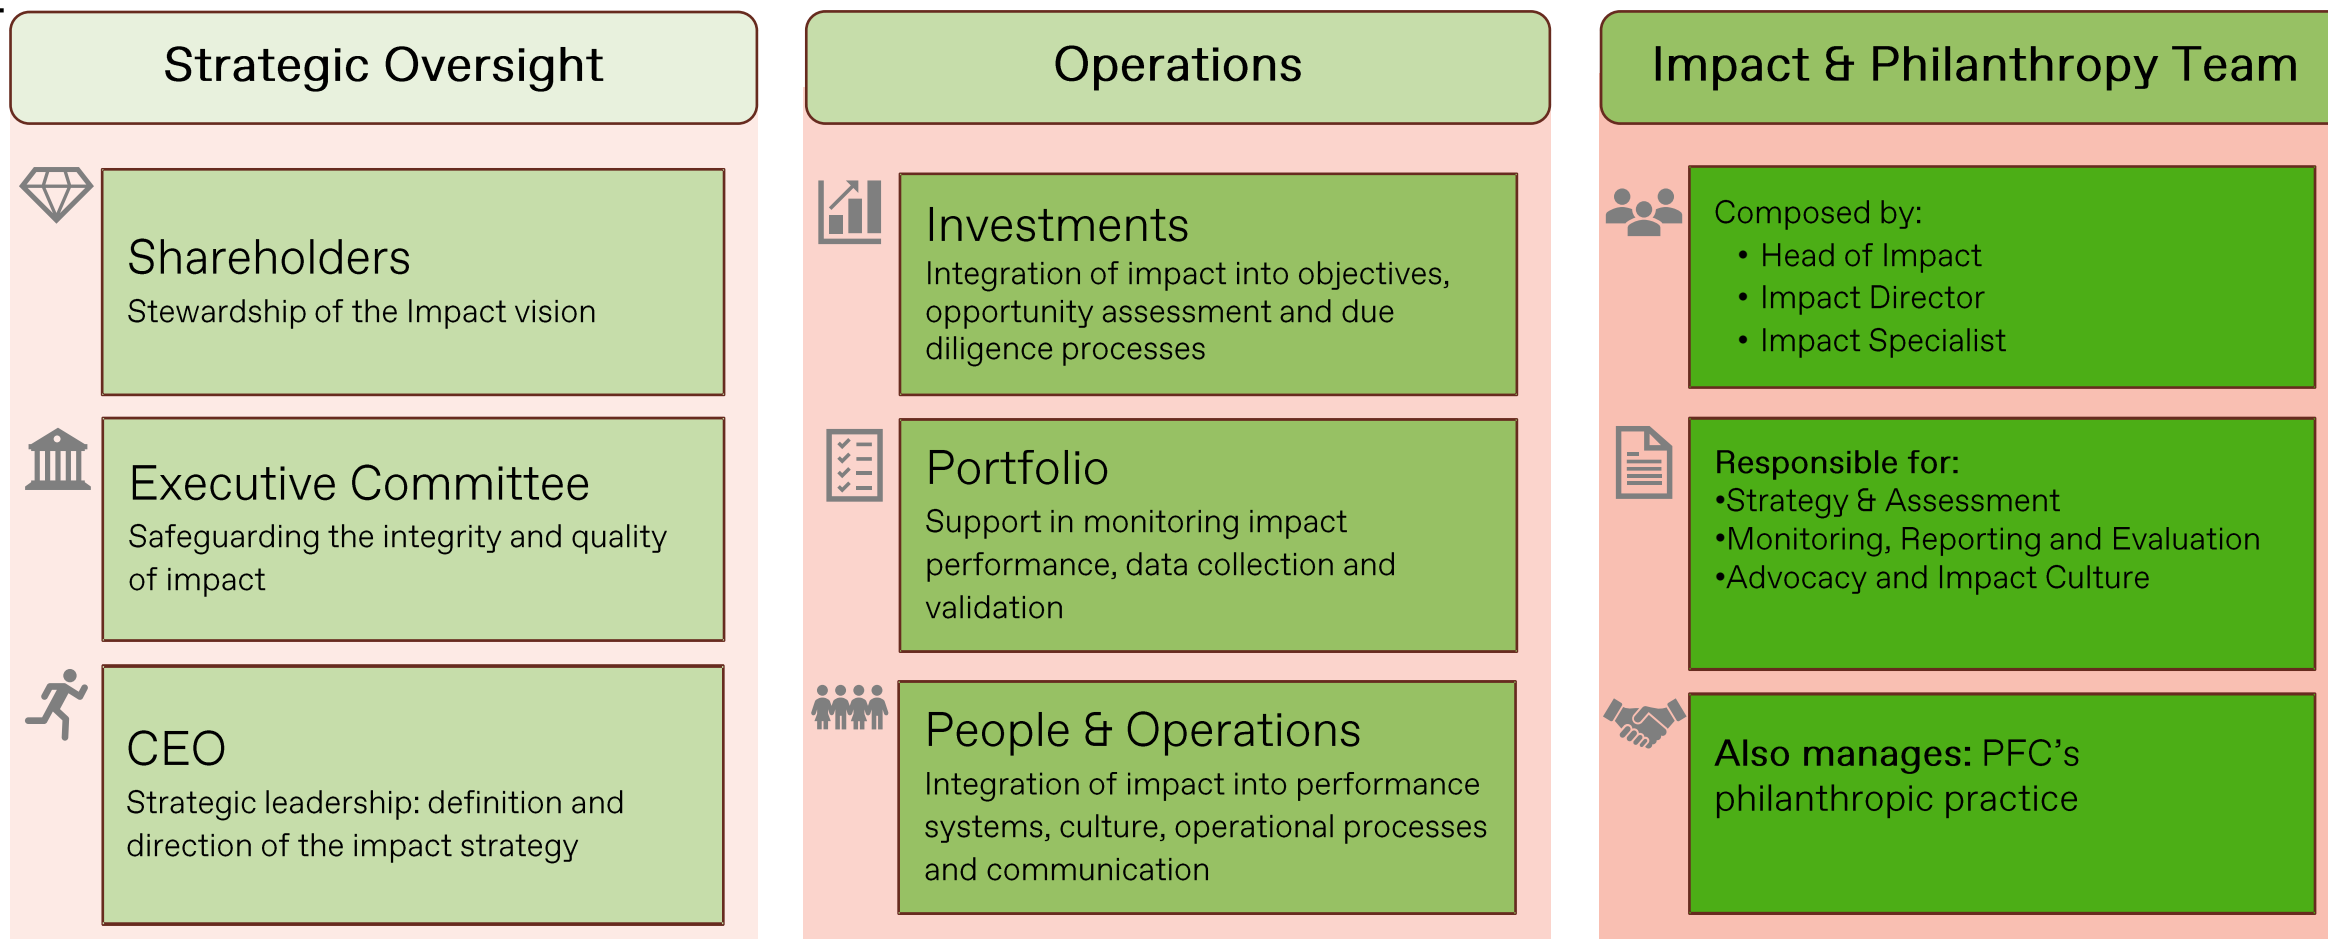 Strategic Oversight
Shareholders
Stewardship of the Impact vision
Executive Committee
Safeguarding the integrity and quality
of impact
CEO
Strategic leadership: definition and
direction of the impact strategy
Operations
Investments
Integration of impact into objectives,
opportunity assessment and due
diligence processes
Portfolio
Support in monitoring impact
performance, data collection and
validation
People & Operations
Integration of impact into performance
systems, culture, operational processes
and communication
Impact & Philanthropy Team
Composed by:
• Head of Impact
• Impact Director
• Impact Specialist
Responsible for:
•Strategy & Assessment
•Monitoring, Reporting and Evaluation
•Advocacy and Impact Culture
Also manages: PFC’s
philanthropic practice